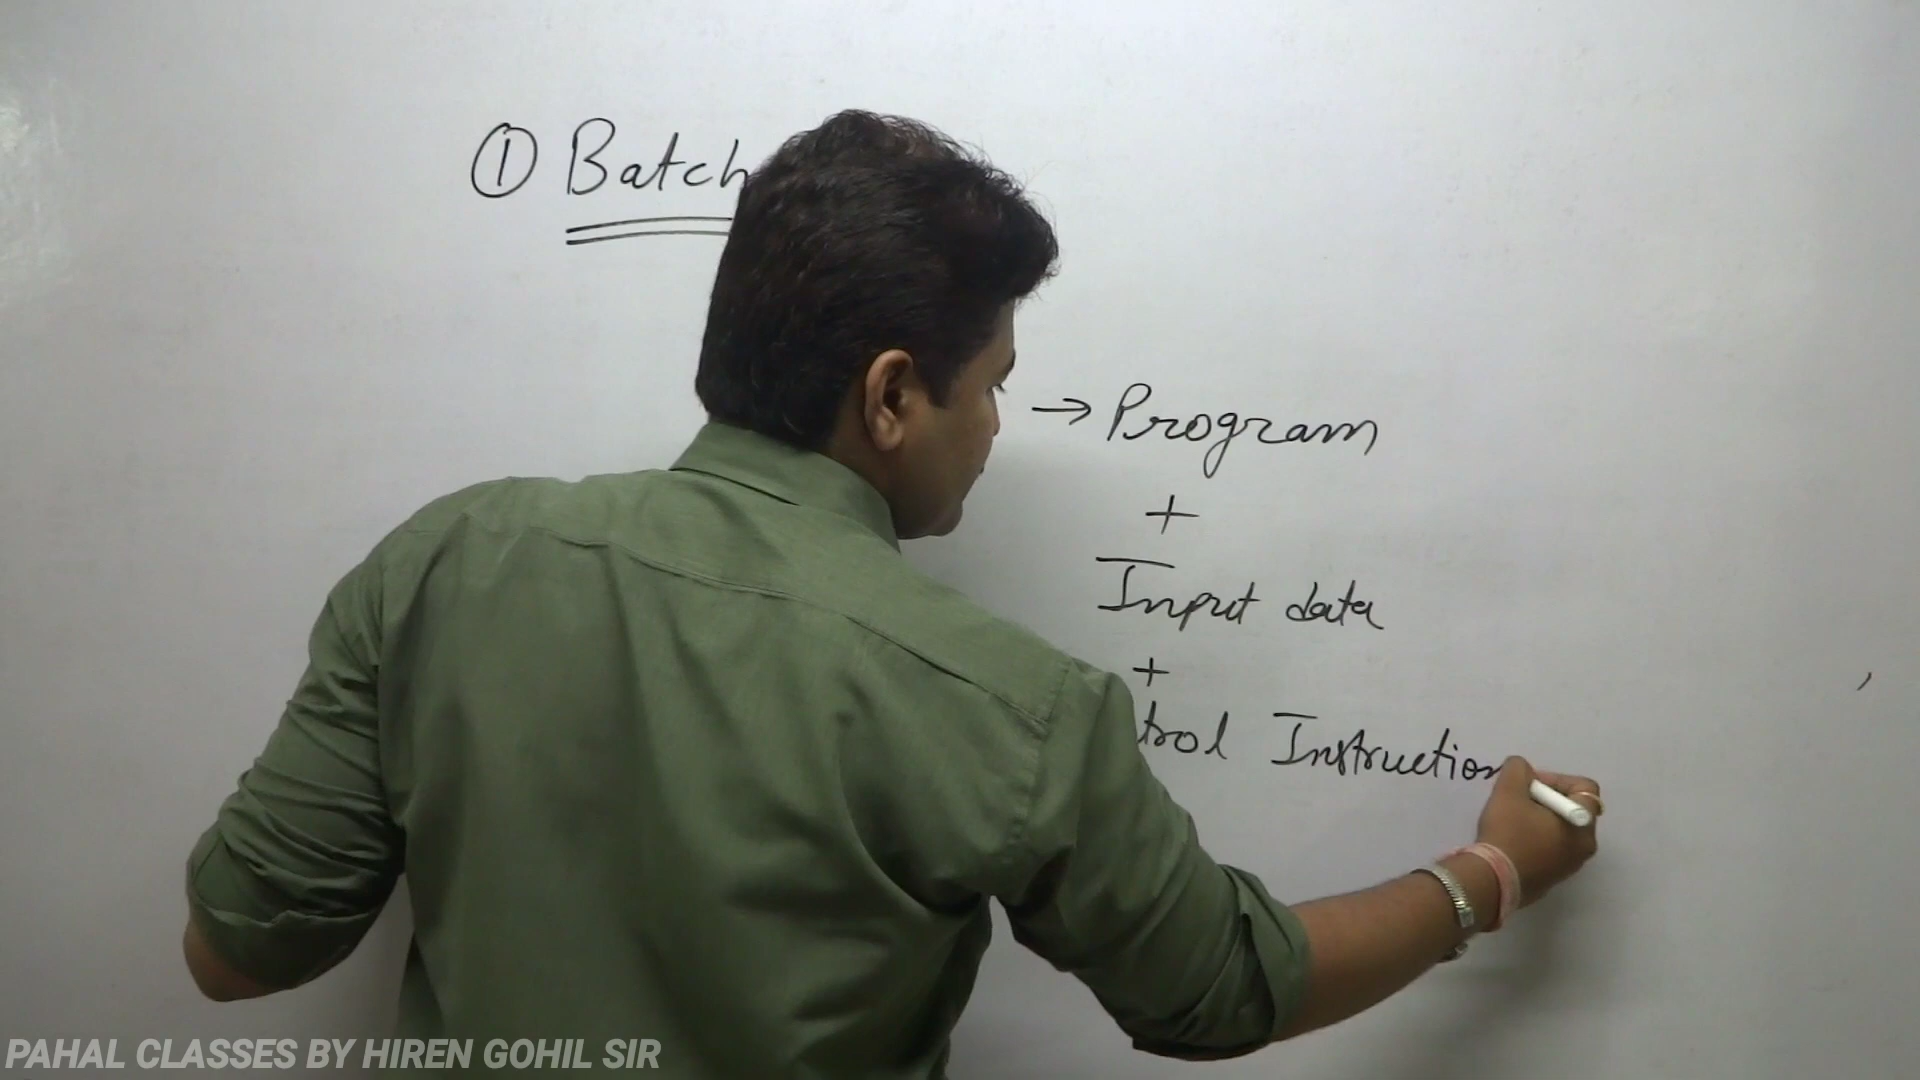 ① Batch
→ Program
+
Input data
+
trol Instruction
PAHAL CLASSES BY HIREN GOHIL SIR